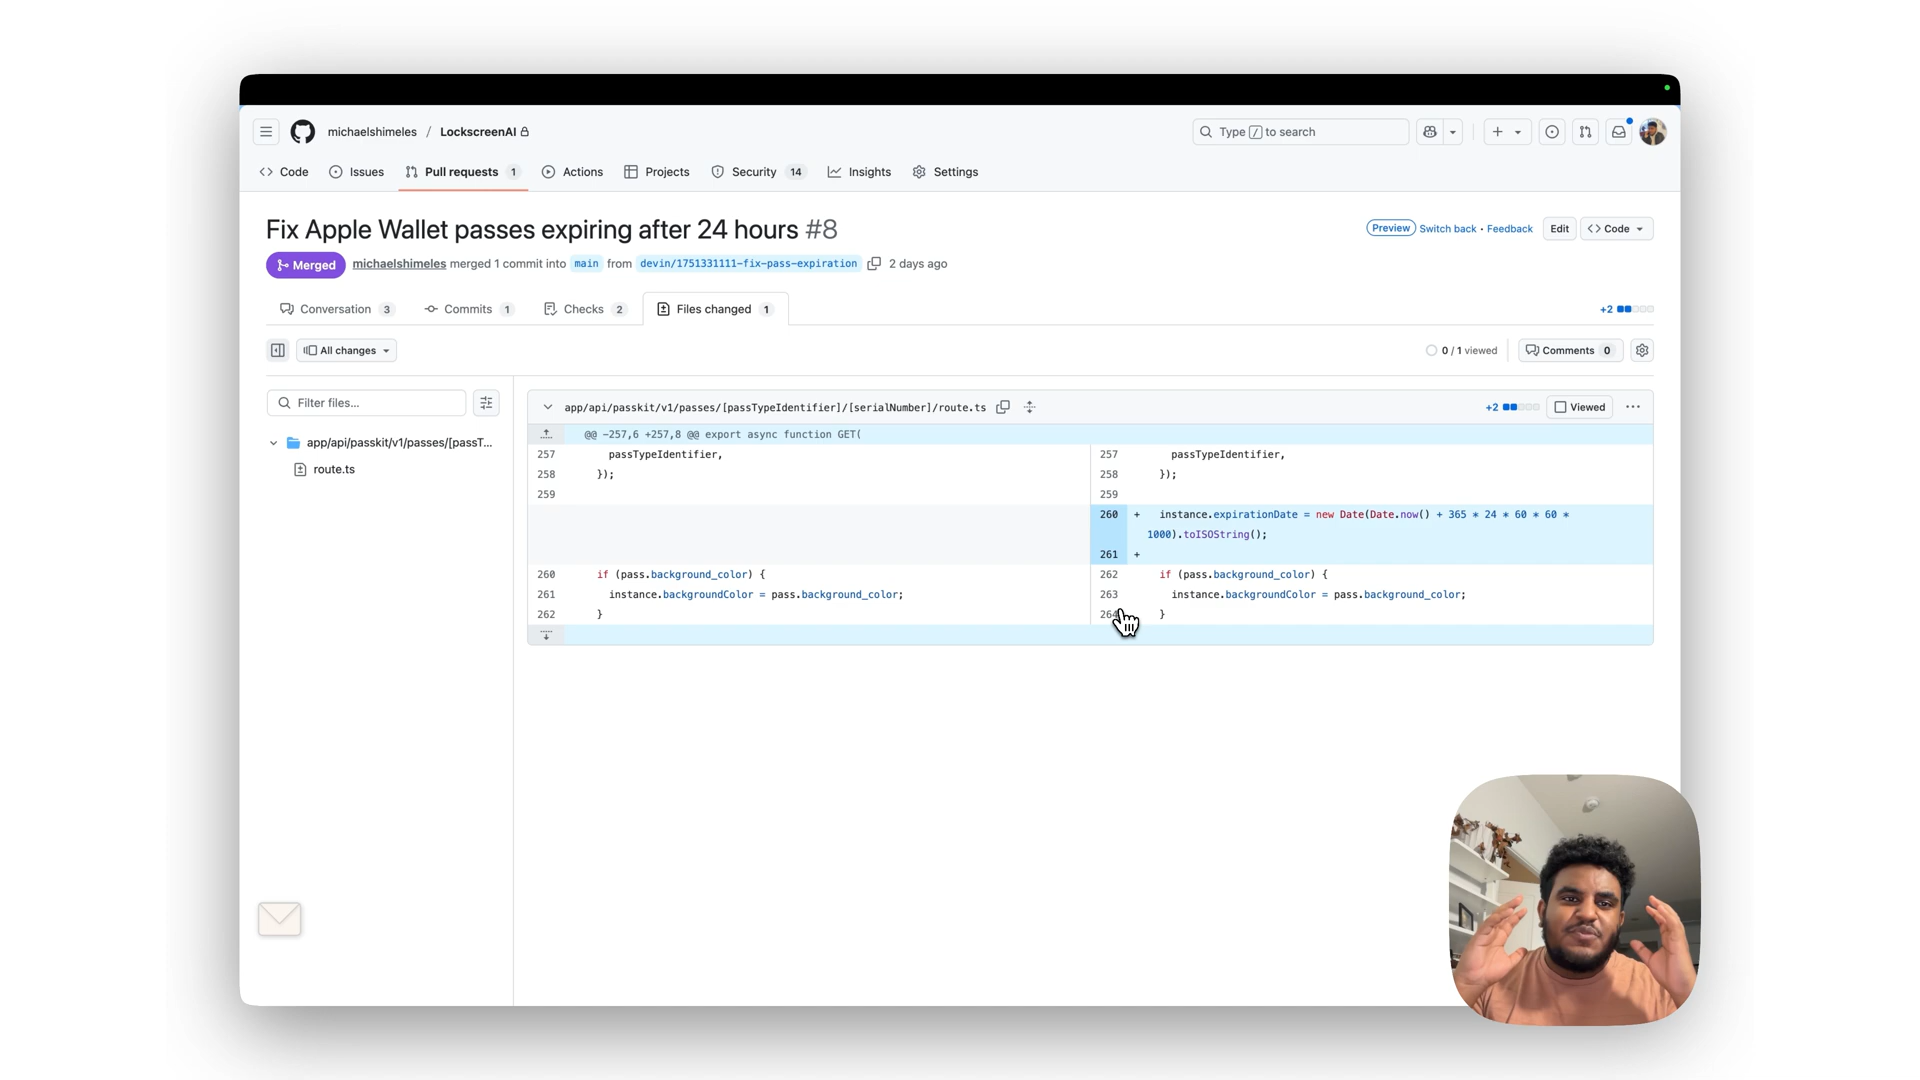 michaelshimeles / LockscreenAI
Type / to search
Code
Issues
Pull requests 1
Actions
Projects
Security 14
Insights
Settings
Fix Apple Wallet passes expiring after 24 hours #8
Preview Switch back • Feedback
Edit
<> Code
Merged
michaelshimeles merged 1 commit into main from devin/1751331111-fix-pass-expiration 2 days ago
Conversation 3
Commits 1
Checks 2
Files changed 1
+2
All changes
0 / 1 viewed
Comments 0
Filter files...
app/api/passkit/v1/passes/[passT...
route.ts
app/api/passkit/v1/passes/[passTypeIdentifier]/[serialNumber]/route.ts
+2
Viewed
@@ -257,6 +257,8 @@ export async function GET(
257 passTypeIdentifier,
258 });
259
260 if (pass.background_color) {
261 instance.backgroundColor = pass.background_color;
262 }
257 passTypeIdentifier,
258 });
259
260 + instance.expirationDate = new Date(Date.now() + 365 * 24 * 60 * 60 *
1000).toISOString();
261 +
262 if (pass.background_color) {
263 instance.backgroundColor = pass.background_color;
264 }